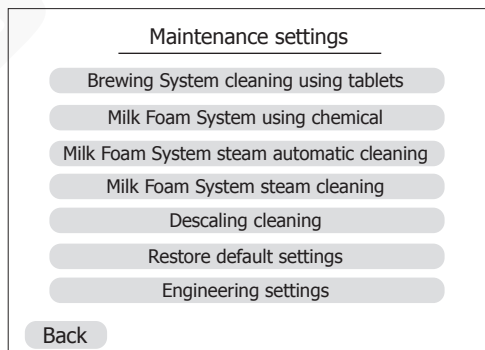 Maintenance settings
Brewing System cleaning using tablets
Milk Foam System using chemical
Milk Foam System steam automatic cleaning
Milk Foam System steam cleaning
Descaling cleaning
Restore default settings
Engineering settings
Back